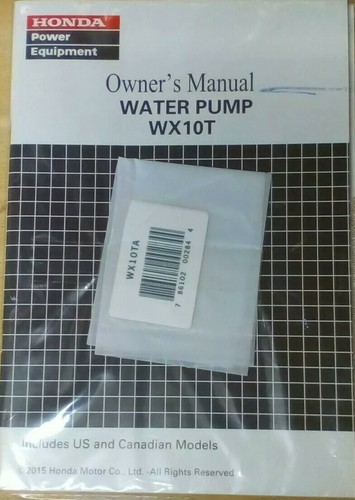 HONDA
Power
Equipment
Owner's Manual
WATER PUMP
WX10T
WX10TA
7 86102 00284 4
Includes US and Canadian Models
© 2015 Honda Motor Co., Ltd. -All Rights Reserved